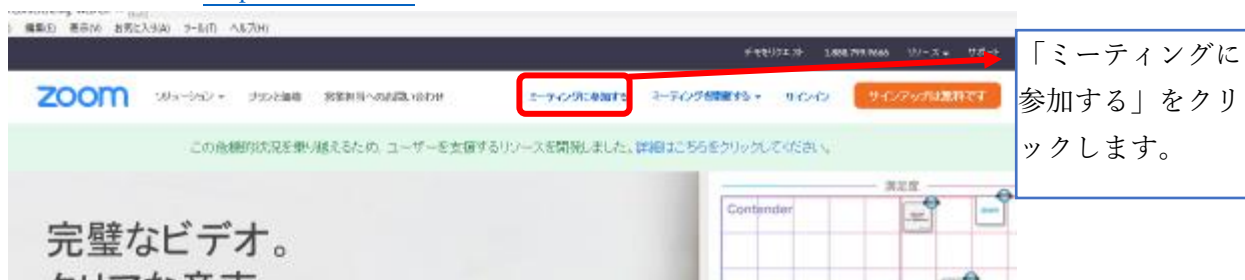 編集(E) 表示(V) お気に入り(A) ツール(T) ヘルプ(H)
デモをリクエスト 1.888.799.9666 リソース サポート
zoom ソリューション プランと価格 営業担当へのお問い合わせ ミーティングに参加する ミーティングを開催する サインイン サインアップは無料です
この危機的状況を乗り越えるため、ユーザーを支援するリソースを開発しました。詳細はこちらをクリックしてください。
満足度
Contender
完璧なビデオ。
「ミーティングに
参加する」をクリ
ックします。